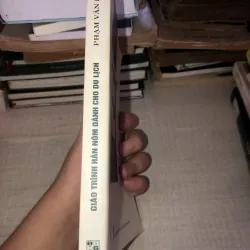 PHẠM VĂN
GIÁO TRÌNH HÁN NÔM DÀNH CHO DU LỊCH